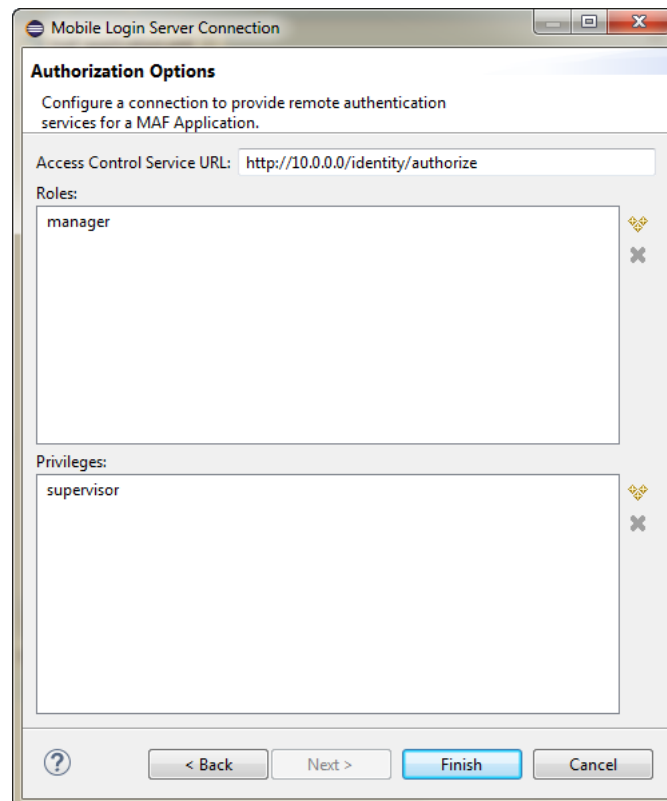 Mobile Login Server Connection
Authorization Options
Configure a connection to provide remote authentication
services for a MAF Application.
Access Control Service URL: http://10.0.0.0/identity/authorize
Roles:
manager
Privileges:
supervisor
? < Back Next > Finish Cancel